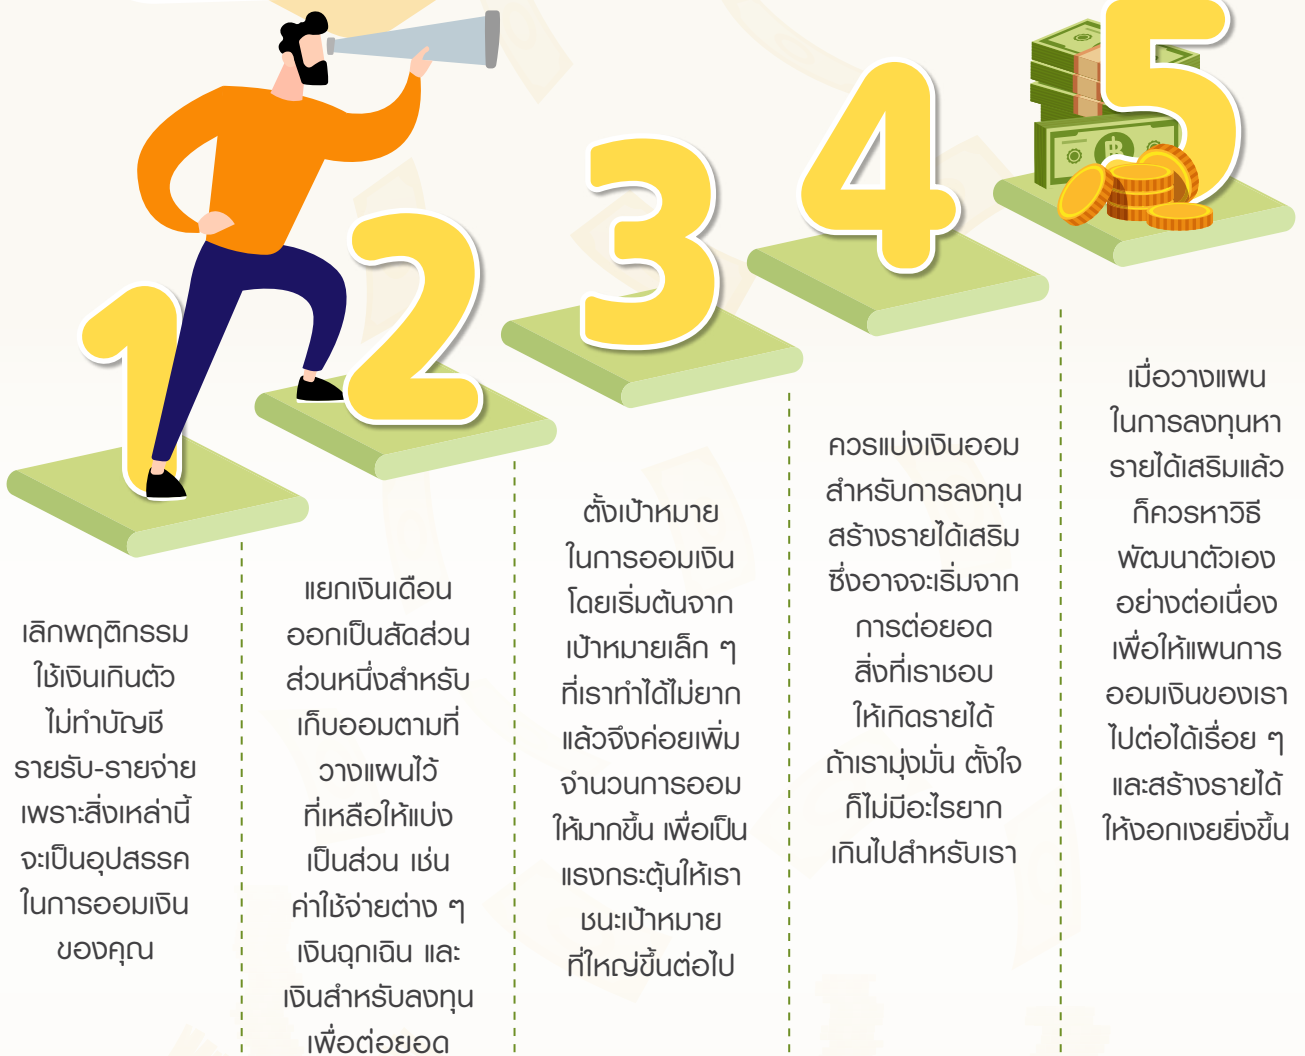 1
เลิกพฤติกรรม
ใช้เงินเกินตัว
ไม่ทำบัญชี
รายรับ-รายจ่าย
เพราะสิ่งเหล่านี้
จะเป็นอุปสรรค
ในการออมเงิน
ของคุณ
2
แยกเงินเดือน
ออกเป็นสัดส่วน
ส่วนหนึ่งสำหรับ
เก็บออมตามที่
วางแผนไว้
ที่เหลือให้แบ่ง
เป็นส่วน เช่น
ค่าใช้จ่ายต่าง ๆ
เงินฉุกเฉิน และ
เงินสำหรับลงทุน
เพื่อต่อยอด
3
ตั้งเป้าหมาย
ในการออมเงิน
โดยเริ่มต้นจาก
เป้าหมายเล็ก ๆ
ที่เราทำได้ไม่ยาก
แล้วจึงค่อยเพิ่ม
จำนวนการออม
ให้มากขึ้น เพื่อเป็น
แรงกระตุ้นให้เรา
ชนะเป้าหมาย
ที่ใหญ่ขึ้นต่อไป
4
ควรแบ่งเงินออม
สำหรับการลงทุน
สร้างรายได้เสริม
ซึ่งอาจจะเริ่มจาก
การต่อยอด
สิ่งที่เราชอบ
ให้เกิดรายได้
ถ้าเรามุ่งมั่น ตั้งใจ
ก็ไม่มีอะไรยาก
เกินไปสำหรับเรา
5
฿
เมื่อวางแผน
ในการลงทุนหา
รายได้เสริมแล้ว
ก็ควรหาวิธี
พัฒนาตัวเอง
อย่างต่อเนื่อง
เพื่อให้แผนการ
ออมเงินของเรา
ไปต่อได้เรื่อย ๆ
และสร้างรายได้
ให้งอกเงยยิ่งขึ้น